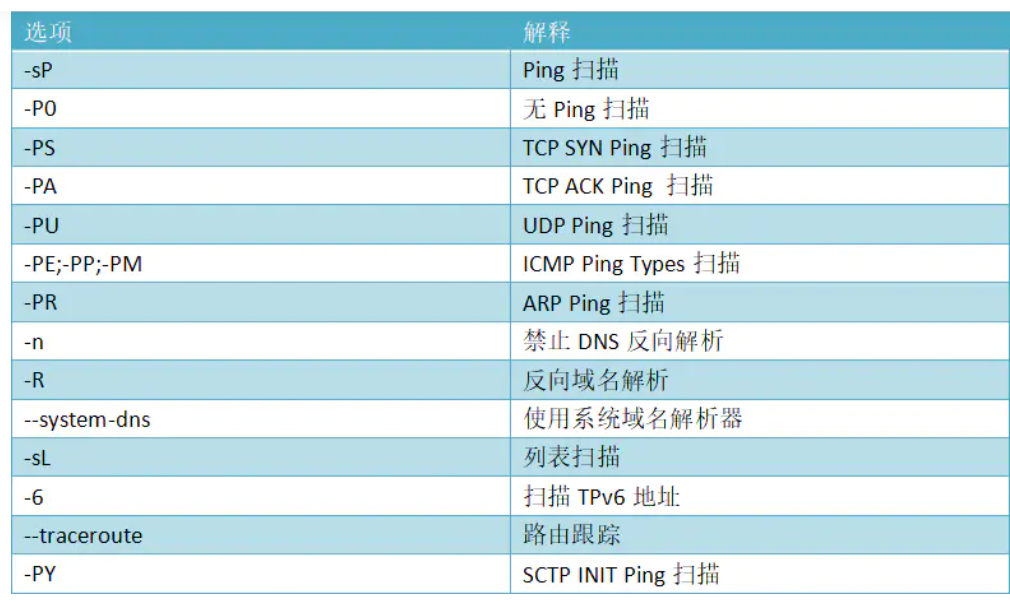 选项 解释
-sP Ping 扫描
-P0 无 Ping 扫描
-PS TCP SYN Ping 扫描
-PA TCP ACK Ping 扫描
-PU UDP Ping 扫描
-PE;-PP;-PM ICMP Ping Types 扫描
-PR ARP Ping 扫描
-n 禁止 DNS 反向解析
-R 反向域名解析
--system-dns 使用系统域名解析器
-sL 列表扫描
-6 扫描 TPv6 地址
--traceroute 路由跟踪
-PY SCTP INIT Ping 扫描